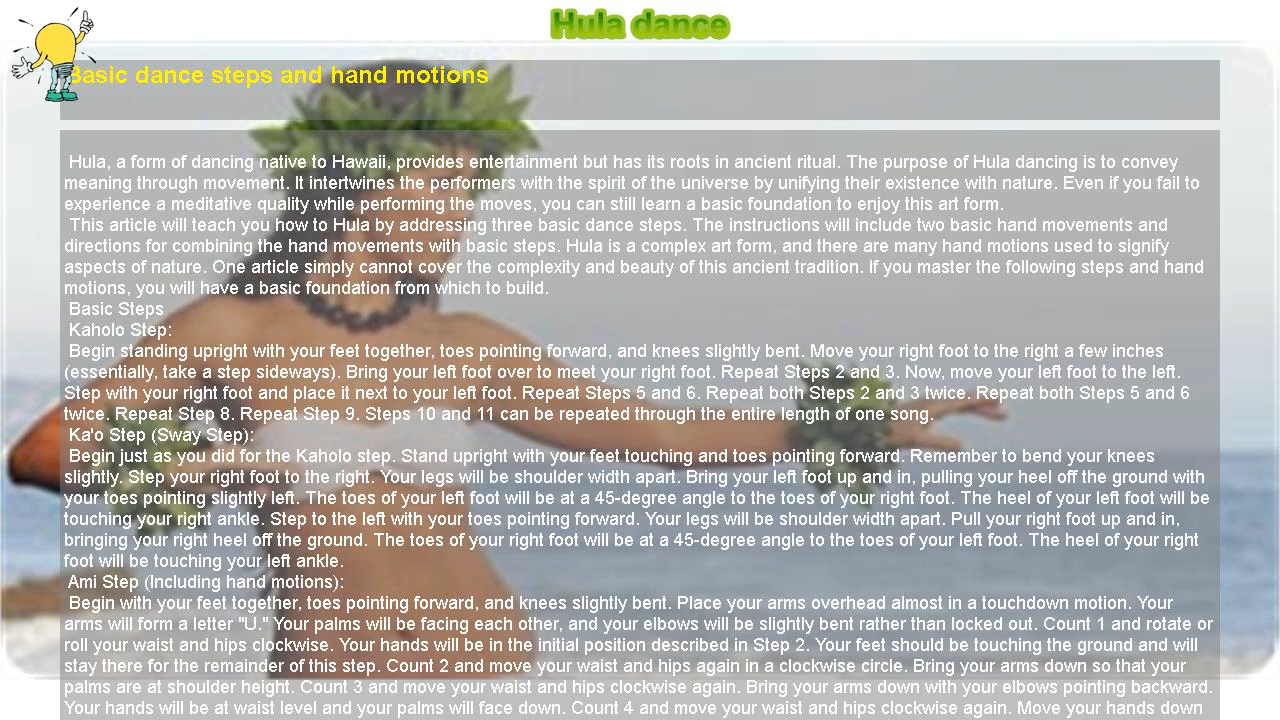 Hula dance
Basic dance steps and hand motions
Hula, a form of dancing native to Hawaii, provides entertainment but has its roots in ancient ritual. The purpose of Hula dancing is to convey
meaning through movement. It intertwines the performers with the spirit of the universe by unifying their existence with nature. Even if you fail to
experience a meditative quality while performing the moves, you can still learn a basic foundation to enjoy this art form.
This article will teach you how to Hula by addressing three basic dance steps. The instructions will include two basic hand movements and
directions for combining the hand movements with basic steps. Hula is a complex art form, and there are many hand motions used to signify
aspects of nature. One article simply cannot cover the complexity and beauty of this ancient tradition. If you master the following steps and hand
motions, you will have a basic foundation from which to build.
Basic Steps
Kaholo Step:
Begin standing upright with your feet together, toes pointing forward, and knees slightly bent. Move your right foot to the right a few inches
(essentially, take a step sideways). Bring your left foot over to meet your right foot. Repeat Steps 2 and 3. Now, move your left foot to the left.
Step with your right foot and place it next to your left foot. Repeat Steps 5 and 6. Repeat both Steps 2 and 3 twice. Repeat both Steps 5 and 6
twice. Repeat Step 8. Repeat Step 9. Steps 10 and 11 can be repeated through the entire length of one song.
Ka'o Step (Sway Step):
Begin just as you did for the Kaholo step. Stand upright with your feet touching and toes pointing forward. Remember to bend your knees
slightly. Step your right foot to the right. Your legs will be shoulder width apart. Bring your left foot up and in, pulling your heel off the ground with
your toes pointing slightly left. The toes of your left foot will be at a 45-degree angle to the toes of your right foot. The heel of your left foot will be
touching your right ankle. Step to the left with your toes pointing forward. Your legs will be shoulder width apart. Pull your right foot up and in,
bringing your right heel off the ground. The toes of your right foot will be at a 45-degree angle to the toes of your left foot. The heel of your right
foot will be touching your left ankle.
Ami Step (Including hand motions):
Begin with your feet together, toes pointing forward, and knees slightly bent. Place your arms overhead almost in a touchdown motion. Your
arms will form a letter "U." Your palms will be facing each other, and your elbows will be slightly bent rather than locked out. Count 1 and rotate or
roll your waist and hips clockwise. Your hands will be in the initial position described in Step 2. Your feet should be touching the ground and will
stay there for the remainder of this step. Count 2 and move your waist and hips again in a clockwise circle. Bring your arms down so that your
palms are at shoulder height. Count 3 and move your waist and hips clockwise again. Bring your arms down with your elbows pointing backward.
Your hands will be at waist level and your palms will face down. Count 4 and move your waist and hips clockwise again. Move your hands down